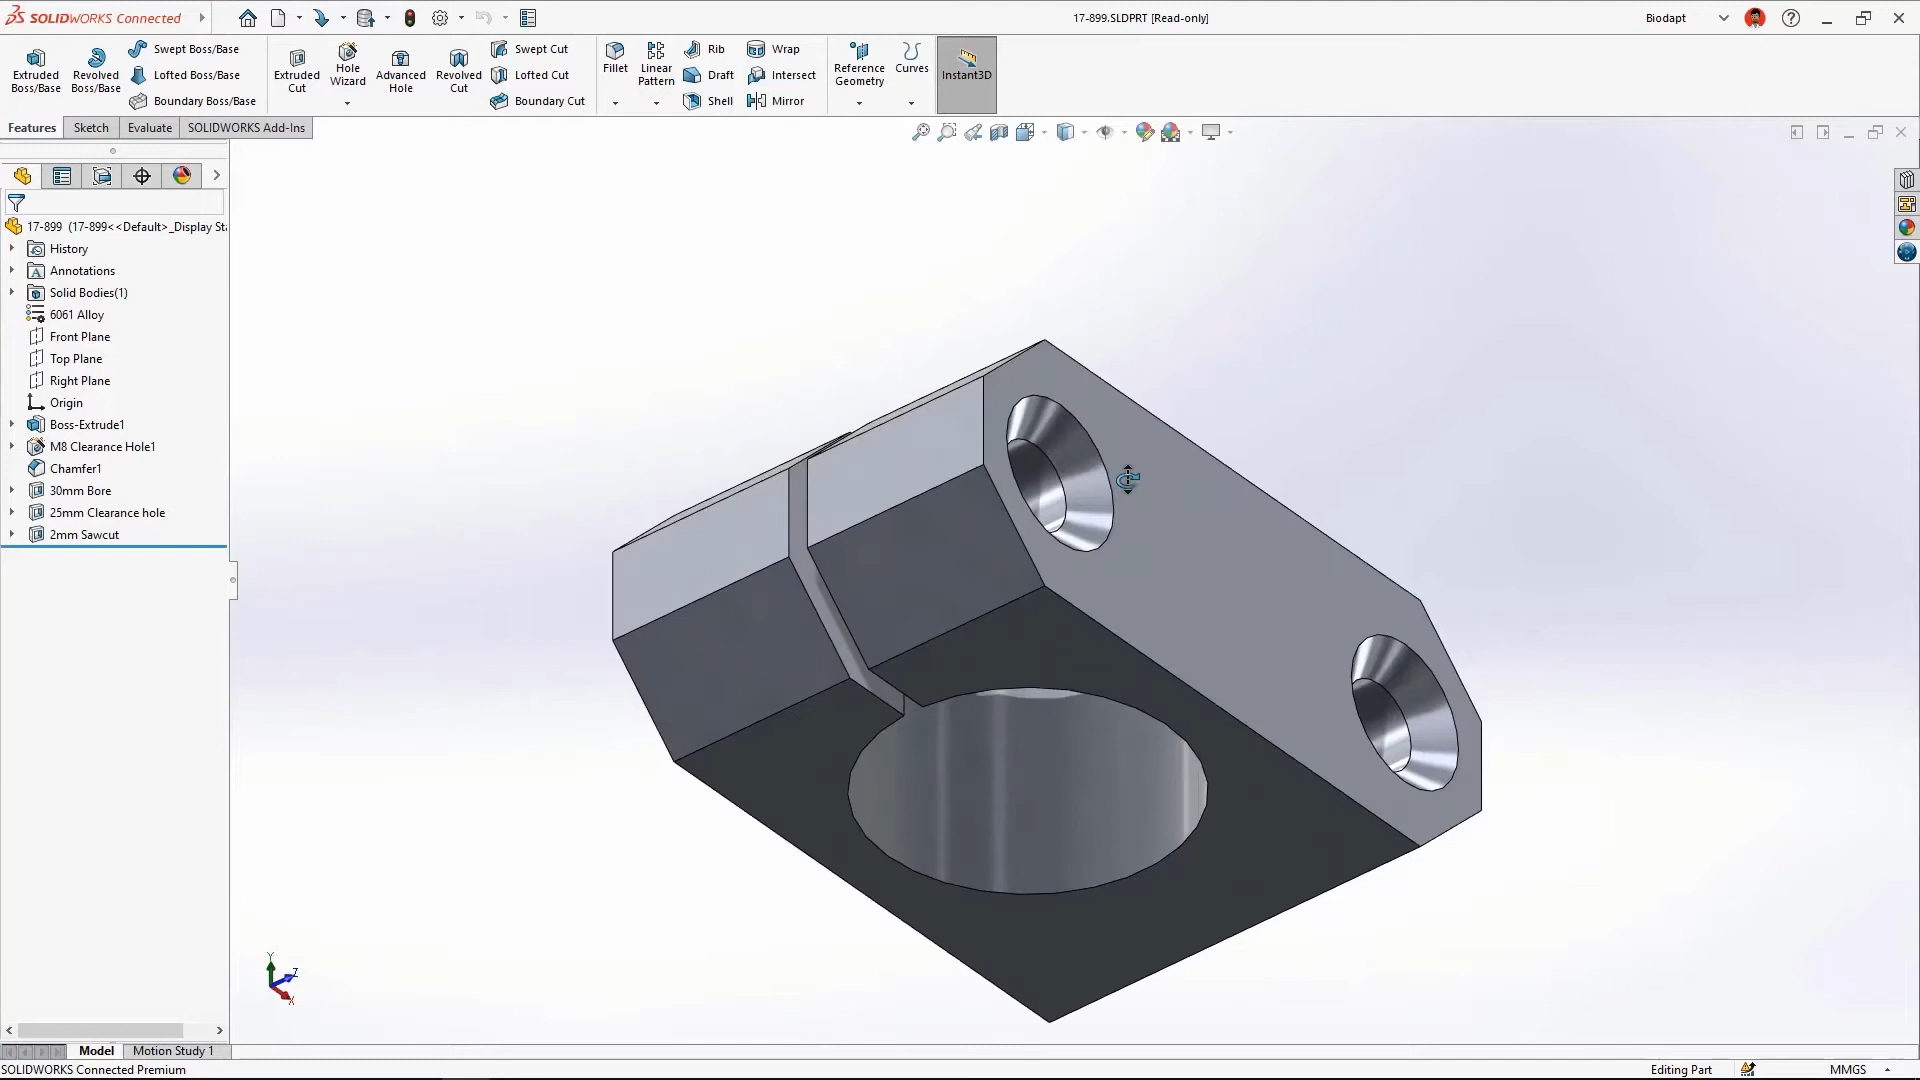 SOLIDWORKS Connected
17-899.SLDPRT [Read-only]
Biodapt
Extruded Boss/Base
Revolved Boss/Base
Swept Boss/Base
Lofted Boss/Base
Boundary Boss/Base
Extruded Cut
Hole Wizard
Advanced Hole
Revolved Cut
Swept Cut
Lofted Cut
Boundary Cut
Fillet
Linear Pattern
Rib
Draft
Shell
Wrap
Intersect
Mirror
Reference Geometry
Curves
Instant3D
Features
Sketch
Evaluate
SOLIDWORKS Add-Ins
17-899 (17-899<<Default>_Display St
History
Annotations
Solid Bodies(1)
6061 Alloy
Front Plane
Top Plane
Right Plane
Origin
Boss-Extrude1
M8 Clearance Hole1
Chamfer1
30mm Bore
25mm Clearance hole
2mm Sawcut
Y
Z
X
Model
Motion Study 1
SOLIDWORKS Connected Premium
Editing Part
MMGS